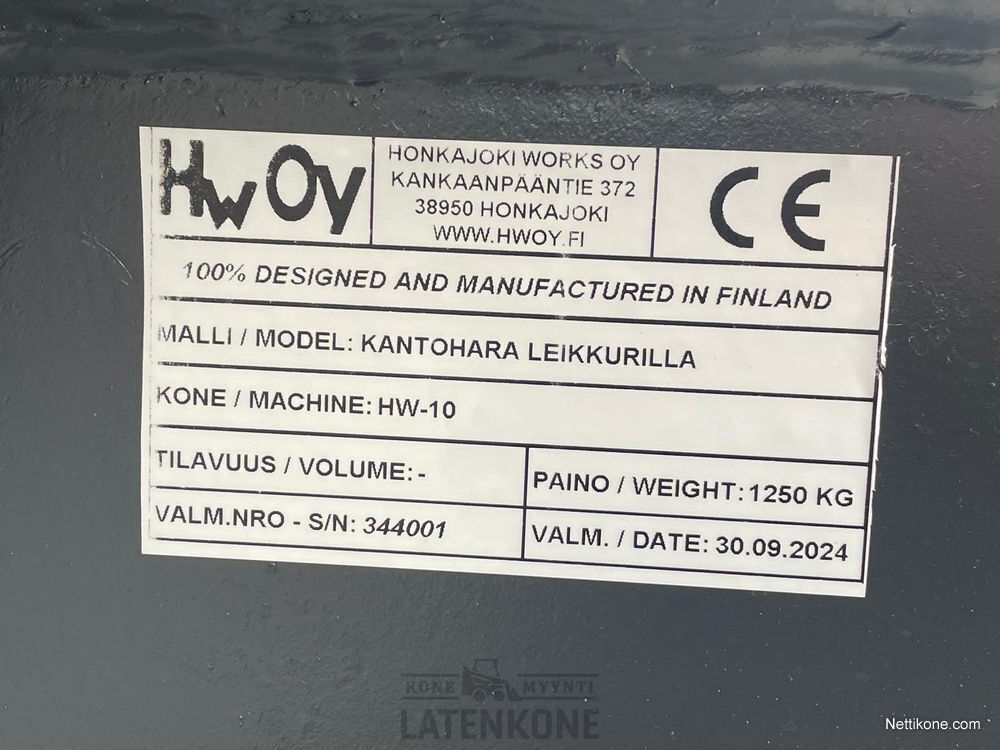 HwOy
HONKAJOKI WORKS OY
KANKAANPÄÄNTIE 372
38950 HONKAJOKI
WWW.HWOY.FI
CE
100% DESIGNED AND MANUFACTURED IN FINLAND
MALLI / MODEL: KANTOHARA LEIKKURILLA
KONE / MACHINE: HW-10
TILAVUUS / VOLUME: -
PAINO / WEIGHT: 1250 KG
VALM.NRO - S/N: 344001
VALM. / DATE: 30.09.2024
KONE MYYNTI
LATENKONE
Nettikone.com